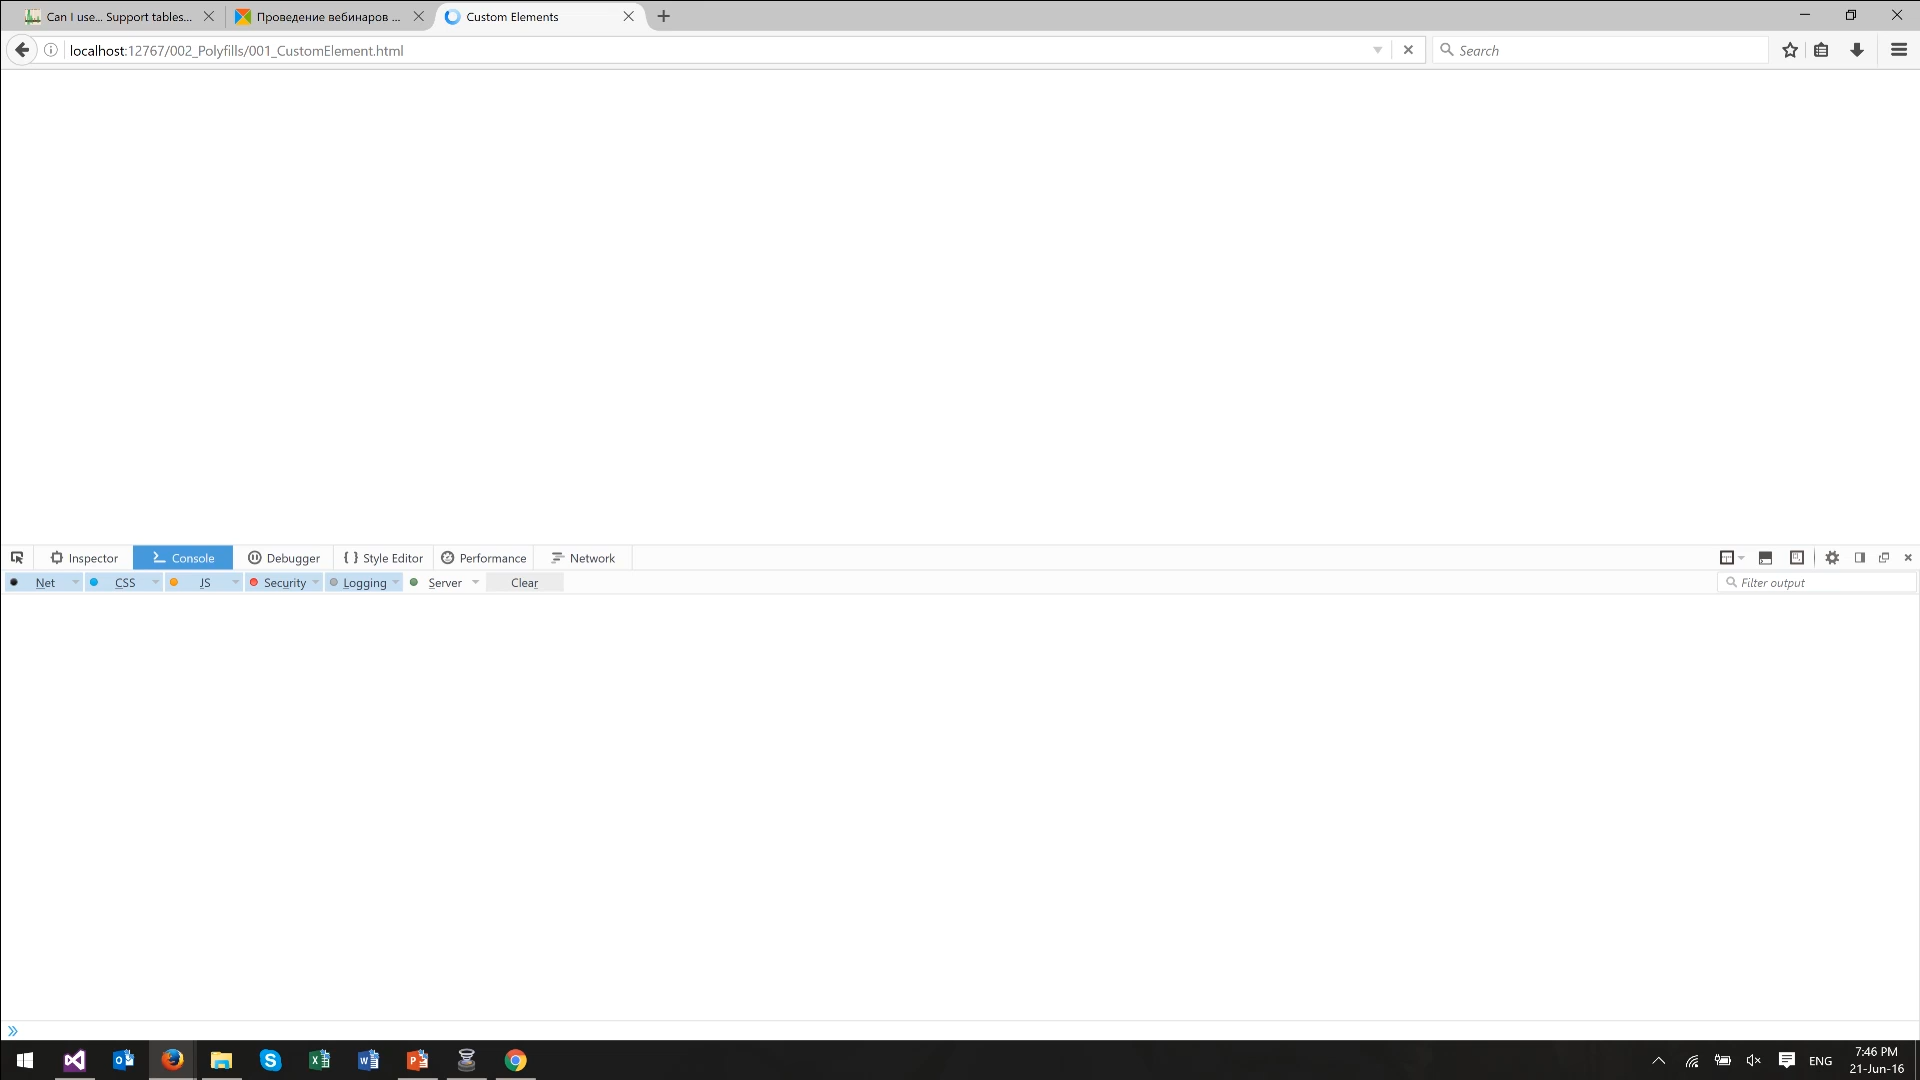 Can I use... Support tables... Проведение вебинаров ... Custom Elements
localhost:12767/002_Polyfills/001_CustomElement.html Search
Inspector Console Debugger Style Editor Performance Network
Net CSS JS Security Logging Server Clear Filter output
ENG 7:46 PM
21-Jun-16